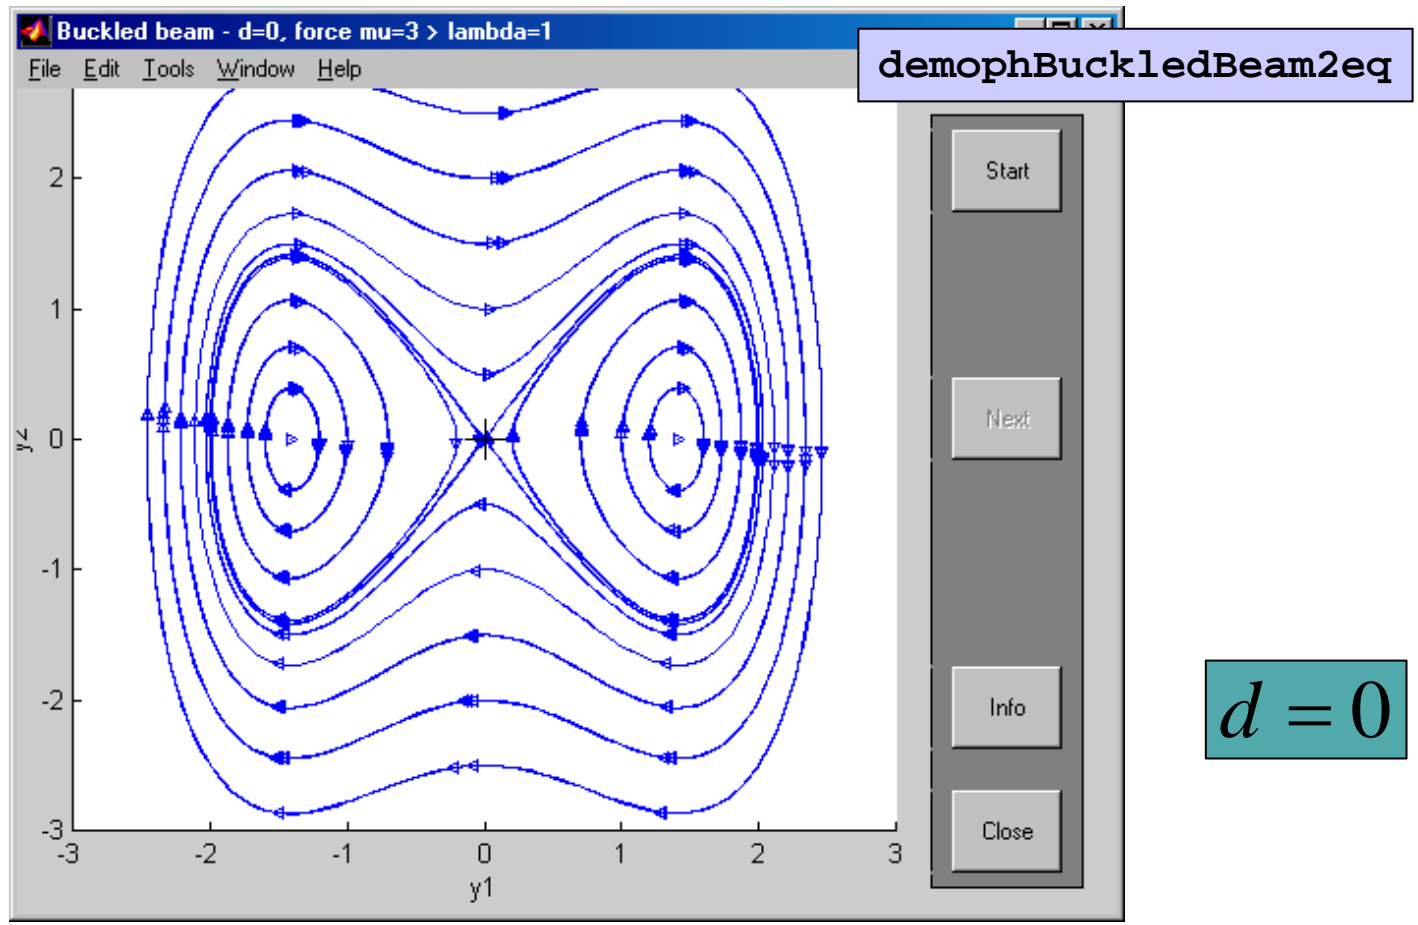 Buckled beam - d=0, force mu=3 > lambda=1
demophBuckledBeam2eq
File Edit Tools Window Help
Start
Next
Info
Close
2
1
0
-1
-2
-3
y2
-3 -2 -1 0 1 2 3
y1
d = 0